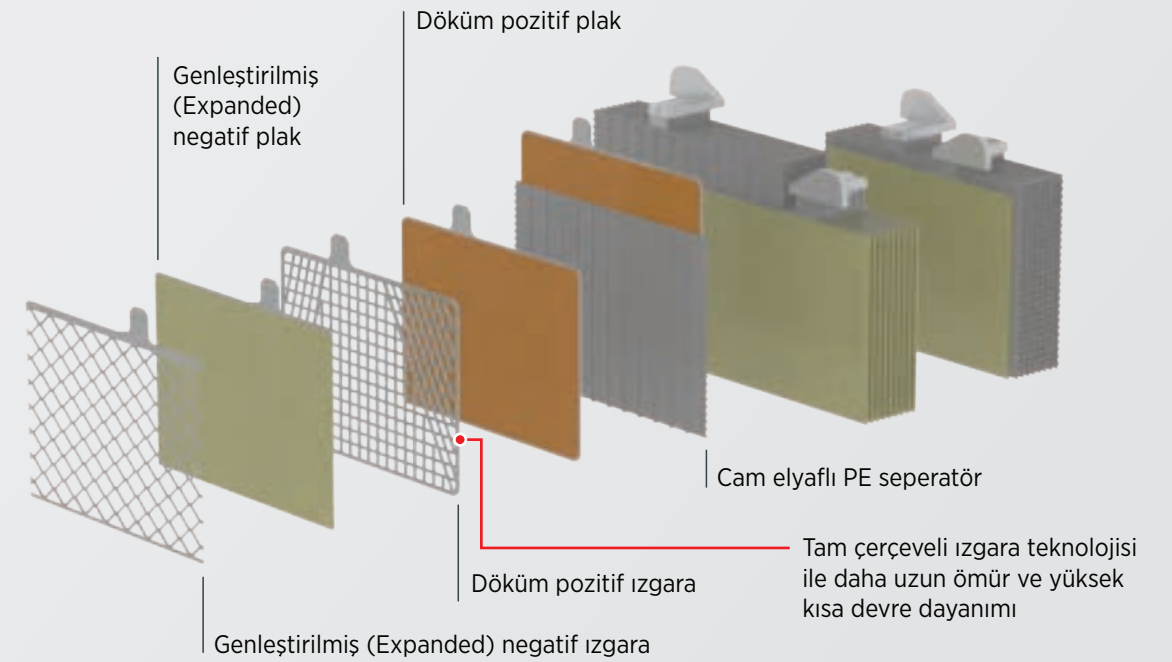 Döküm pozitif plak
Genleştirilmiş
(Expanded)
negatif plak
Cam elyaflı PE seperatör
Tam çerçeveli ızgara teknolojisi
ile daha uzun ömür ve yüksek
kısa devre dayanımı
Döküm pozitif ızgara
Genleştirilmiş (Expanded) negatif ızgara